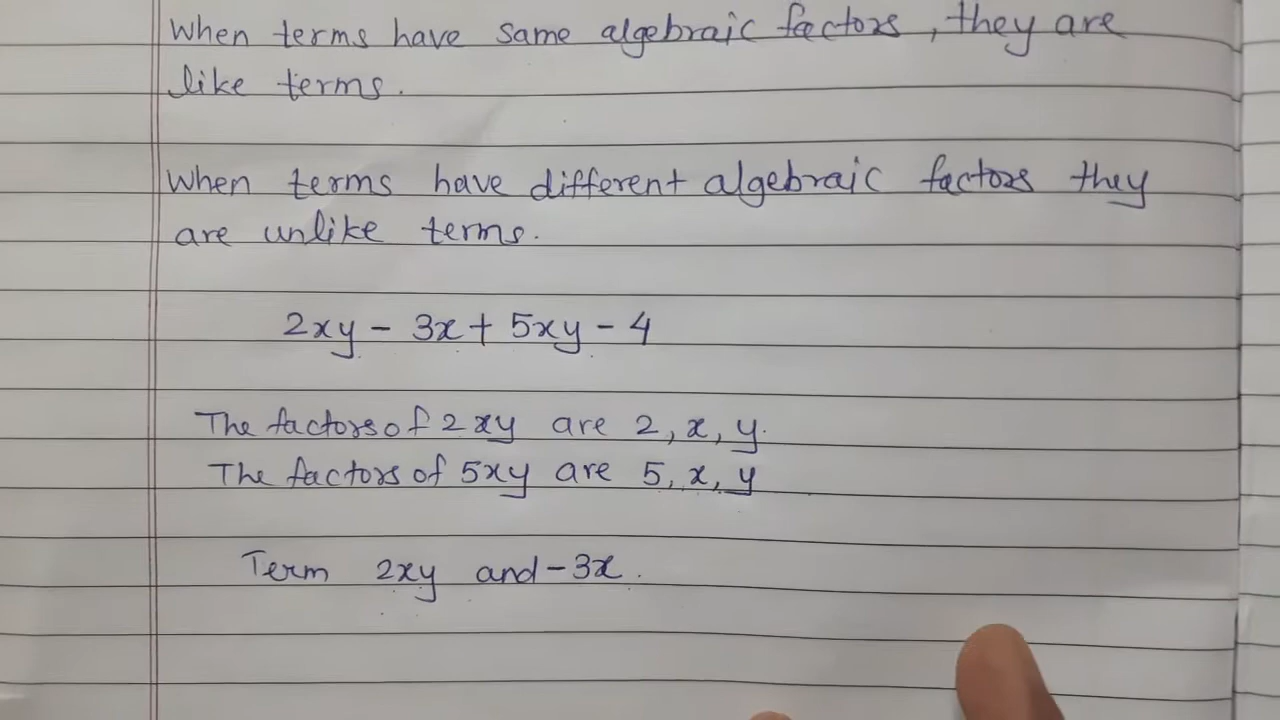 When terms have same algebraic factors, they are
like terms.
When terms have different algebraic factors they
are unlike terms.
2xy - 3x + 5xy - 4
The factors of 2xy are 2, x, y.
The factors of 5xy are 5, x, y
Term 2xy and -3x.